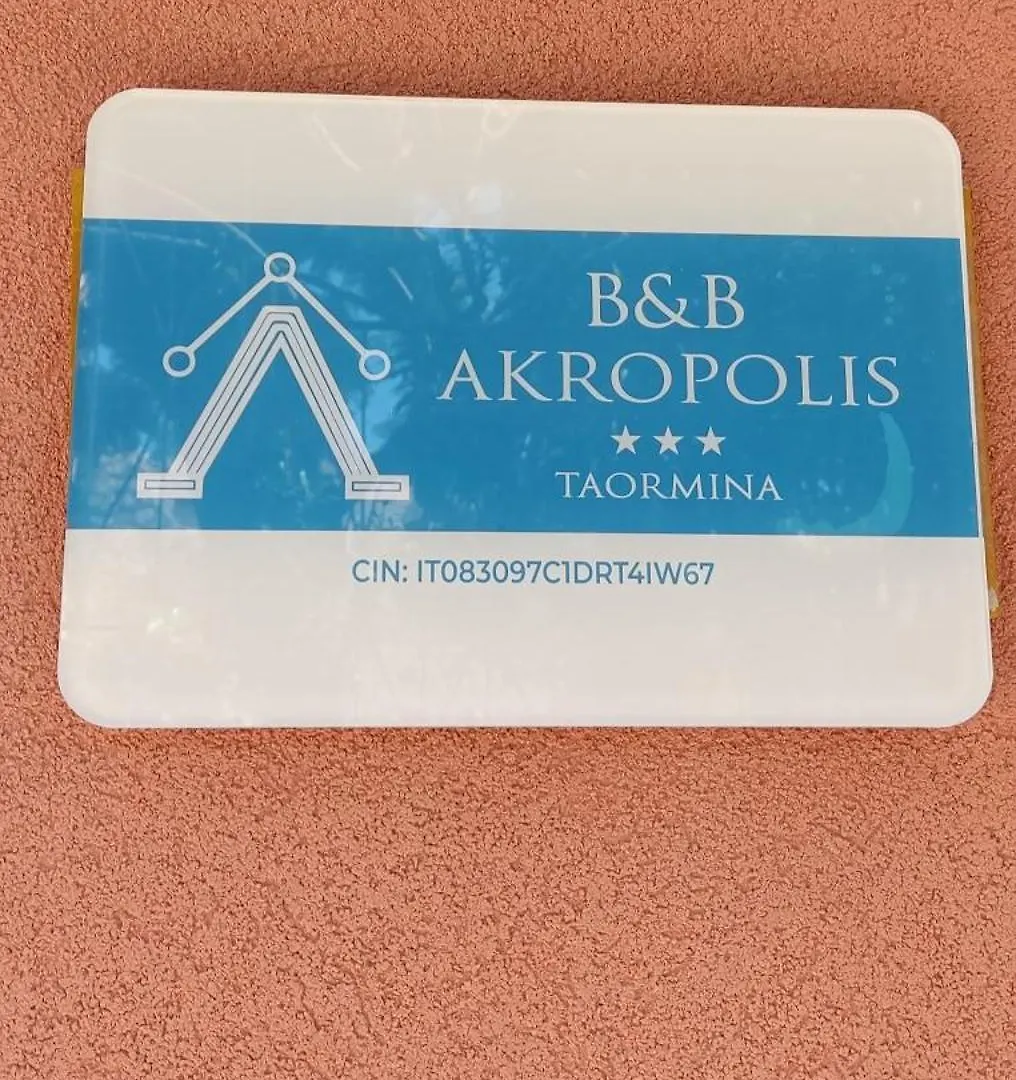 B&B
AKROPOLIS
★★★
TAORMINA
CIN: IT083097C1DRT4IW67